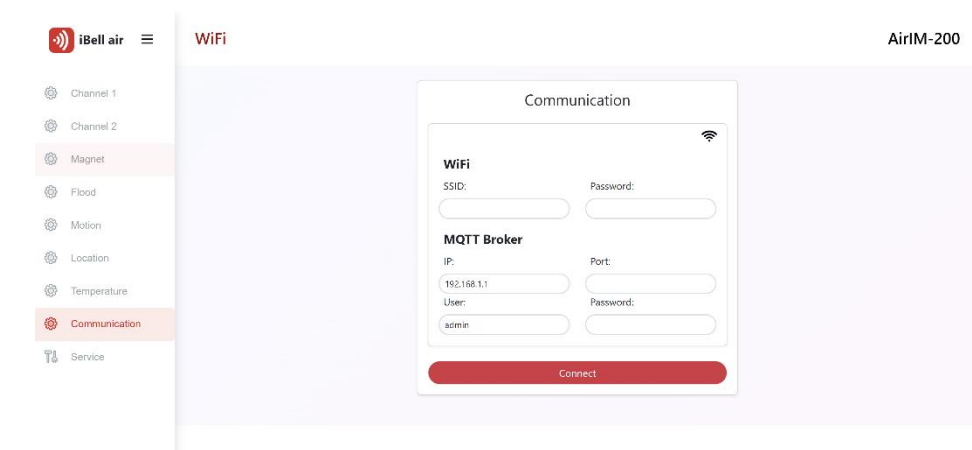 iBell air
WiFi
AirIM-200
Channel 1
Channel 2
Magnet
Flood
Motion
Location
Temperature
Communication
Service
Communication
WiFi
SSID: Password:
MQTT Broker
IP: Port:
192.168.1.1
User: Password:
admin
Connect